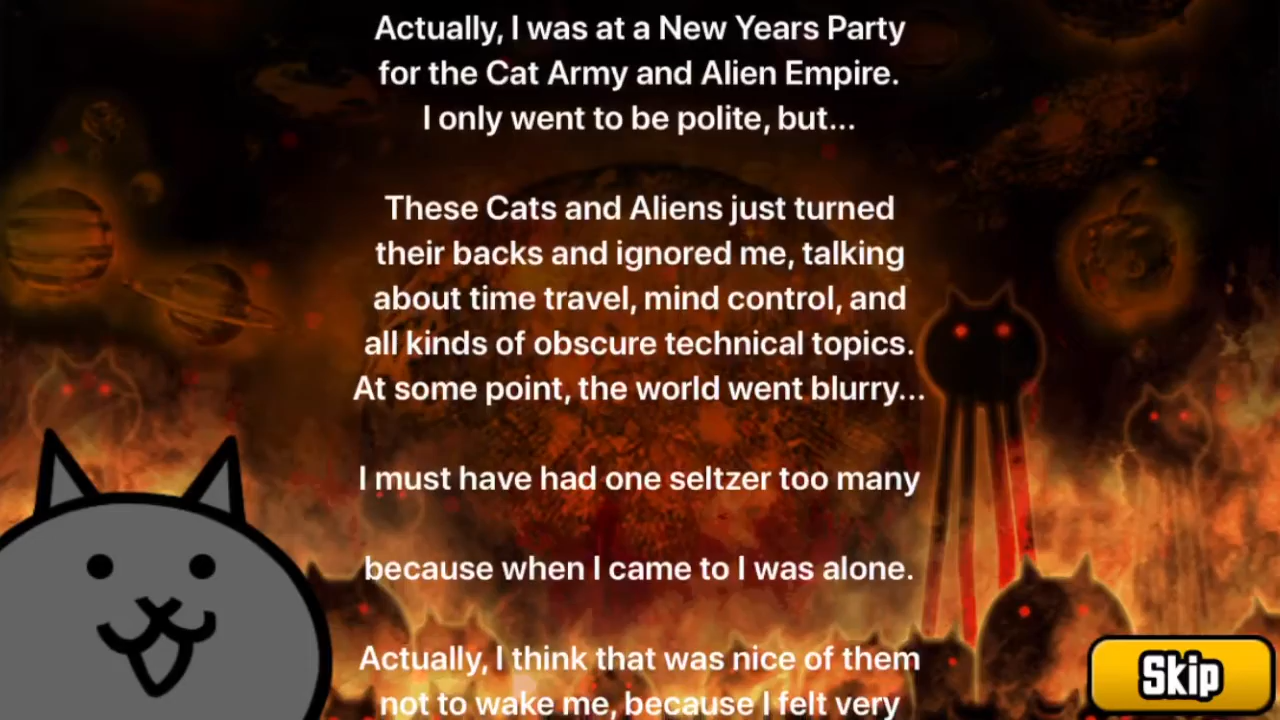 Actually, I was at a New Years Party
for the Cat Army and Alien Empire.
I only went to be polite, but...
These Cats and Aliens just turned
their backs and ignored me, talking
about time travel, mind control, and
all kinds of obscure technical topics.
At some point, the world went blurry...
I must have had one seltzer too many
because when I came to I was alone.
Actually, I think that was nice of them
not to wake me, because I felt very
Skip